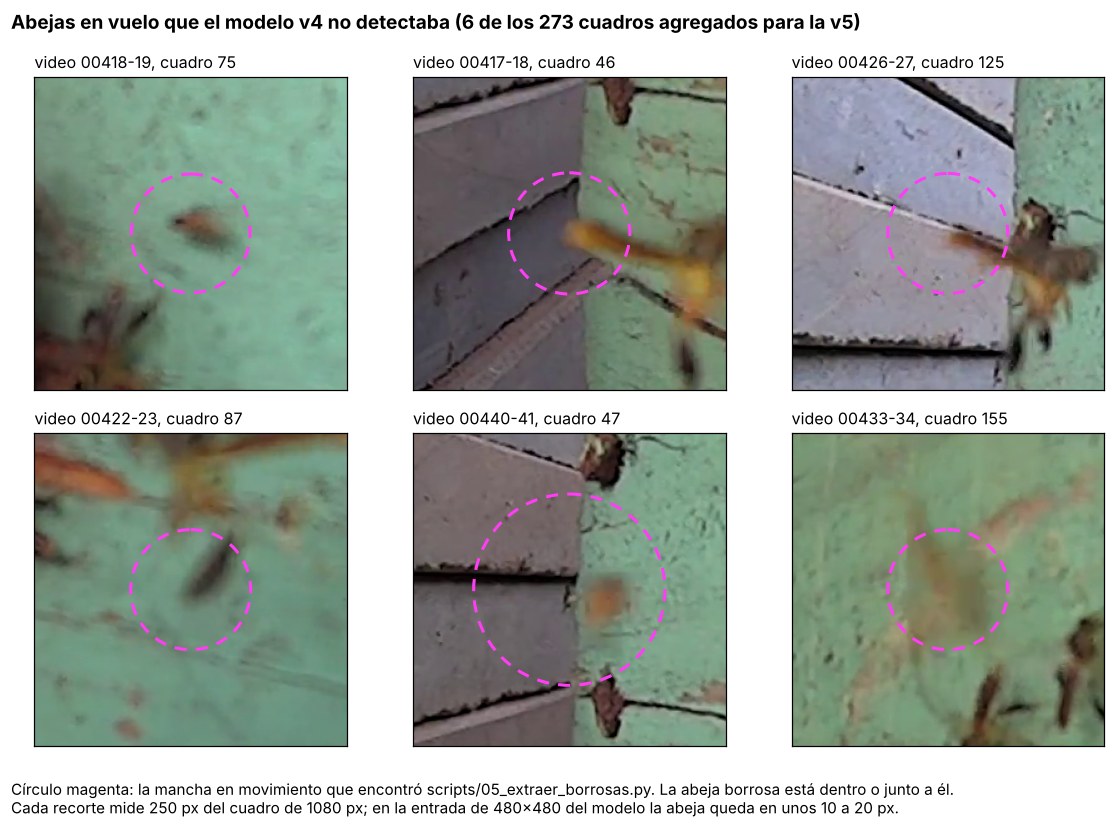 Abejas en vuelo que el modelo v4 no detectaba (6 de los 273 cuadros agregados para la v5)
video 00418-19, cuadro 75
video 00417-18, cuadro 46
video 00426-27, cuadro 125
video 00422-23, cuadro 87
video 00440-41, cuadro 47
video 00433-34, cuadro 155
Círculo magenta: la mancha en movimiento que encontró scripts/05_extraer_borrosas.py. La abeja borrosa está dentro o junto a él.
Cada recorte mide 250 px del cuadro de 1080 px; en la entrada de 480×480 del modelo la abeja queda en unos 10 a 20 px.